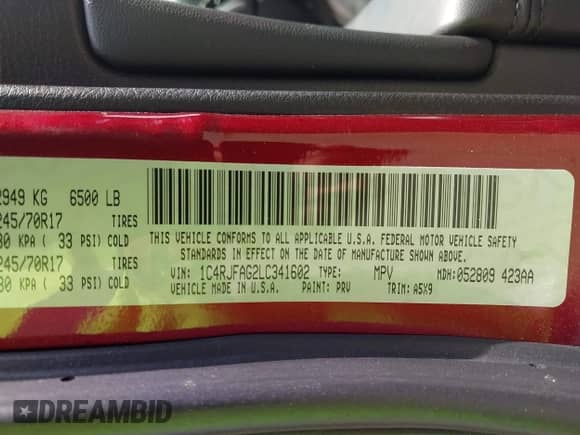 2949 KG 6500 LB
245/70R17 TIRES
30 KPA ( 33 PSI) COLD
245/70R17 TIRES
30 KPA ( 33 PSI) COLD
THIS VEHICLE CONFORMS TO ALL APPLICABLE U.S.A. FEDERAL MOTOR VEHICLE SAFETY
STANDARDS IN EFFECT ON THE DATE OF MANUFACTURE SHOWN ABOVE.
VIN: 1C4RJFAG2LC341602 TYPE: MPV MDH: 052809 423AA
VEHICLE MADE IN U.S.A. PAINT: PRV TRIM: A5X9
DREAMBID